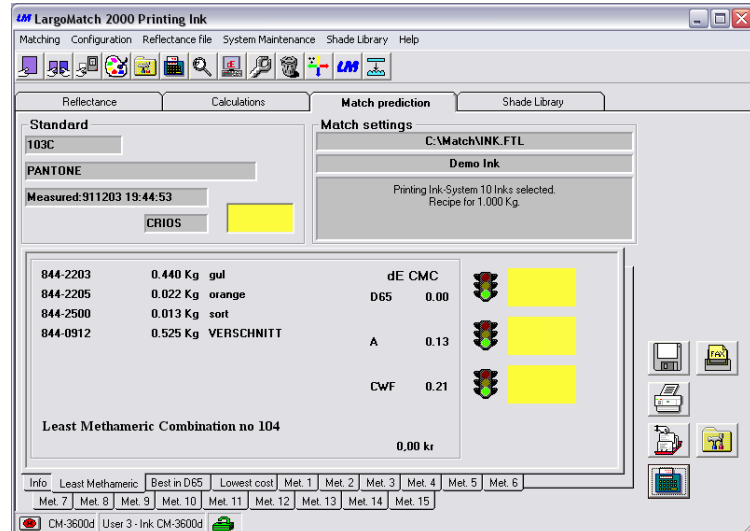 LM LargoMatch 2000 Printing Ink
Matching Configuration Reflectance file System Maintenance Shade Library Help
dE LM
Reflectance Calculations Match prediction Shade Library
Standard
103C
PANTONE
Measured:911203 19:44:53
CRIOS
Match settings
C:\Match\INK.FTL
Demo Ink
Printing Ink-System 10 Inks selected.
Recipe for 1.000 Kg.
844-2203 0.440 Kg gul
844-2205 0.022 Kg orange
844-2500 0.013 Kg sort
844-0912 0.525 Kg VERSCHNITT
dE CMC
D65 0.00
A 0.13
CWF 0.21
Least Methameric Combination no 104
0,00 kr
FAX
Info Least Methameric Best in D65 Lowest cost Met. 1 Met. 2 Met. 3 Met. 4 Met. 5 Met. 6
Met. 7 Met. 8 Met. 9 Met. 10 Met. 11 Met. 12 Met. 13 Met. 14 Met. 15
CM-3600d User 3 - Ink CM-3600d